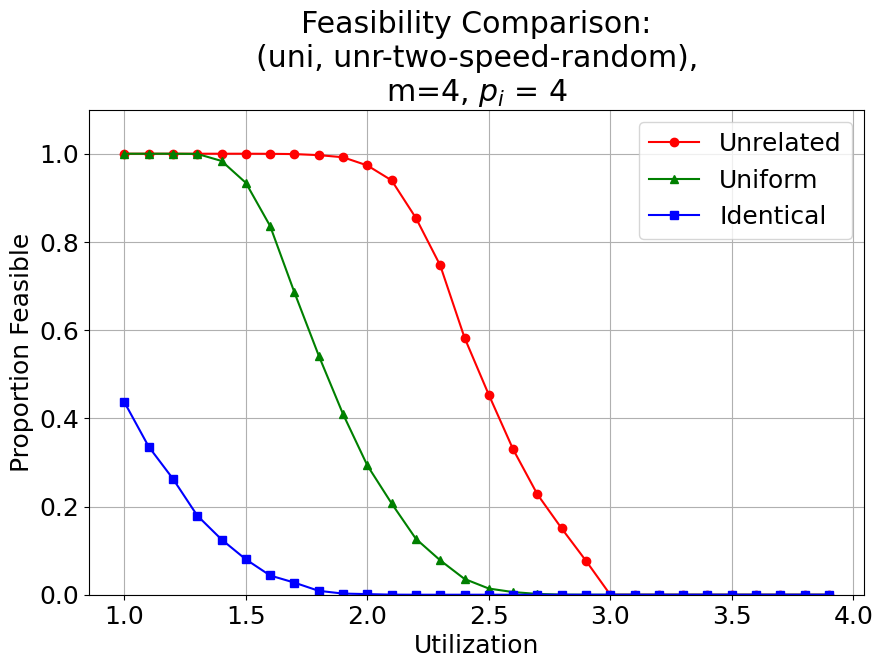 Feasibility Comparison:
(uni, unr-two-speed-random),
m=4, pᵢ = 4
Unrelated
Uniform
Identical
Proportion Feasible
1.0
0.8
0.6
0.4
0.2
0.0
1.0 1.5 2.0 2.5 3.0 3.5 4.0
Utilization